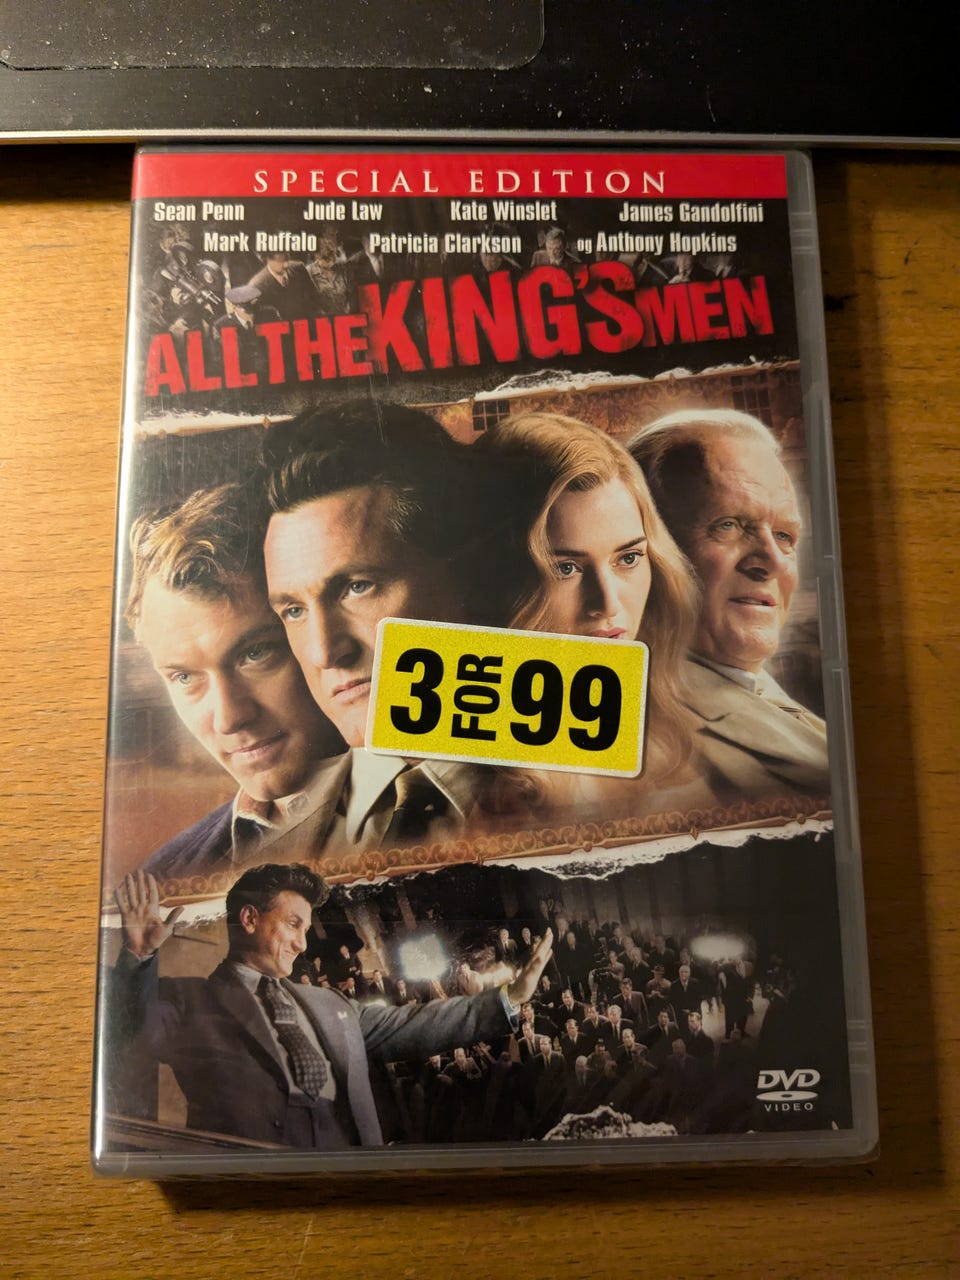 SPECIAL EDITION
Sean Penn Jude Law Kate Winslet James Gandolfini
Mark Ruffalo Patricia Clarkson og Anthony Hopkins
ALL THE KING'S MEN
3 FOR 99
DVD
VIDEO